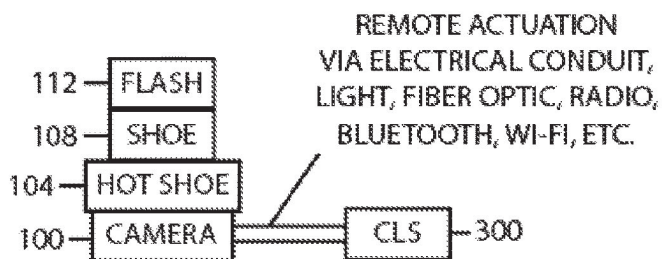 REMOTE ACTUATION
VIA ELECTRICAL CONDUIT,
LIGHT, FIBER OPTIC, RADIO,
BLUETOOTH, WI-FI, ETC.
112 FLASH
108 SHOE
104 HOT SHOE
100 CAMERA
CLS 300